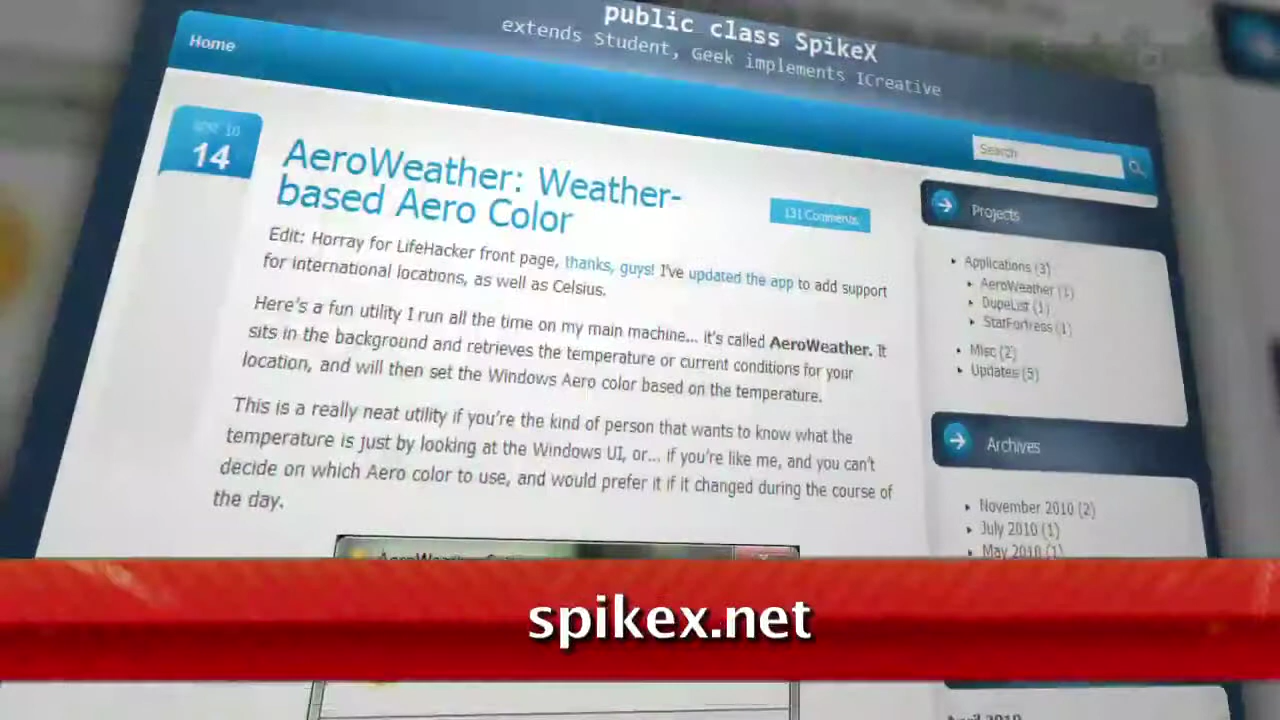 public class SpikeX
extends Student, Geek implements ICreative
Home
Search
14
AeroWeather: Weather-
based Aero Color
131 Comments
Edit: Horray for LifeHacker front page, thanks, guys! I've updated the app to add support
for international locations, as well as Celsius.
Here's a fun utility I run all the time on my main machine... it's called AeroWeather. It
sits in the background and retrieves the temperature or current conditions for your
location, and will then set the Windows Aero color based on the temperature.
This is a really neat utility if you're the kind of person that wants to know what the
temperature is just by looking at the Windows UI, or... if you're like me, and you can't
decide on which Aero color to use, and would prefer it if it changed during the course of
the day.
Projects
Applications (3)
AeroWeather (1)
DupeList (1)
StatFortress (1)
Misc (2)
Updates (5)
Archives
November 2010 (2)
July 2010 (1)
May 2010 (1)
spikex.net
April 2010